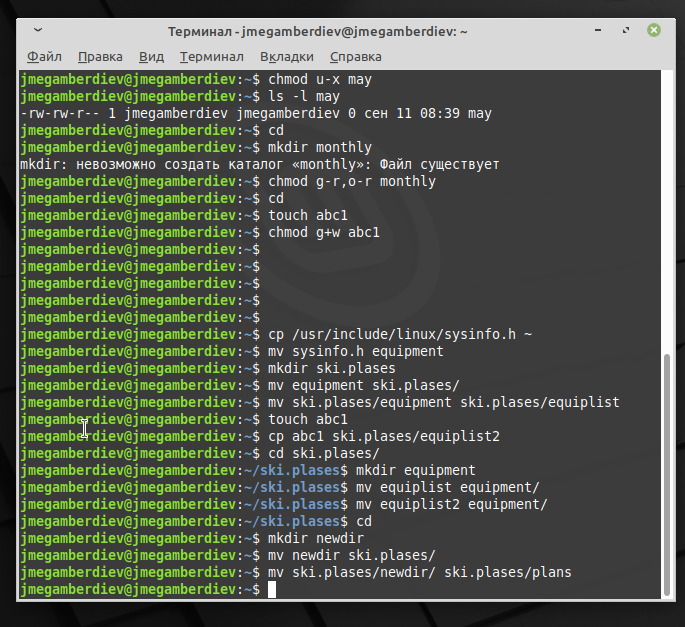 Терминал - jmegamberdiev@jmegamberdiev: ~
Файл Правка Вид Терминал Вкладки Справка
jmegamberdiev@jmegamberdiev:~$ chmod u-x may
jmegamberdiev@jmegamberdiev:~$ ls -l may
-rw-rw-r-- 1 jmegamberdiev jmegamberdiev 0 сен 11 08:39 may
jmegamberdiev@jmegamberdiev:~$ cd
jmegamberdiev@jmegamberdiev:~$ mkdir monthly
mkdir: невозможно создать каталог «monthly»: Файл существует
jmegamberdiev@jmegamberdiev:~$ chmod g-r,o-r monthly
jmegamberdiev@jmegamberdiev:~$ cd
jmegamberdiev@jmegamberdiev:~$ touch abc1
jmegamberdiev@jmegamberdiev:~$ chmod g+w abc1
jmegamberdiev@jmegamberdiev:~$
jmegamberdiev@jmegamberdiev:~$
jmegamberdiev@jmegamberdiev:~$
jmegamberdiev@jmegamberdiev:~$
jmegamberdiev@jmegamberdiev:~$
jmegamberdiev@jmegamberdiev:~$ cp /usr/include/linux/sysinfo.h ~
jmegamberdiev@jmegamberdiev:~$ mv sysinfo.h equipment
jmegamberdiev@jmegamberdiev:~$ mkdir ski.plases
jmegamberdiev@jmegamberdiev:~$ mv equipment ski.plases/
jmegamberdiev@jmegamberdiev:~$ mv ski.plases/equipment ski.plases/equiplist
jmegamberdiev@jmegamberdiev:~$ touch abc1
jmegamberdiev@jmegamberdiev:~$ cp abc1 ski.plases/equiplist2
jmegamberdiev@jmegamberdiev:~$ cd ski.plases/
jmegamberdiev@jmegamberdiev:~/ski.plases$ mkdir equipment
jmegamberdiev@jmegamberdiev:~/ski.plases$ mv equiplist equipment/
jmegamberdiev@jmegamberdiev:~/ski.plases$ mv equiplist2 equipment/
jmegamberdiev@jmegamberdiev:~/ski.plases$ cd
jmegamberdiev@jmegamberdiev:~$ mkdir newdir
jmegamberdiev@jmegamberdiev:~$ mv newdir ski.plases/
jmegamberdiev@jmegamberdiev:~$ mv ski.plases/newdir/ ski.plases/plans
jmegamberdiev@jmegamberdiev:~$